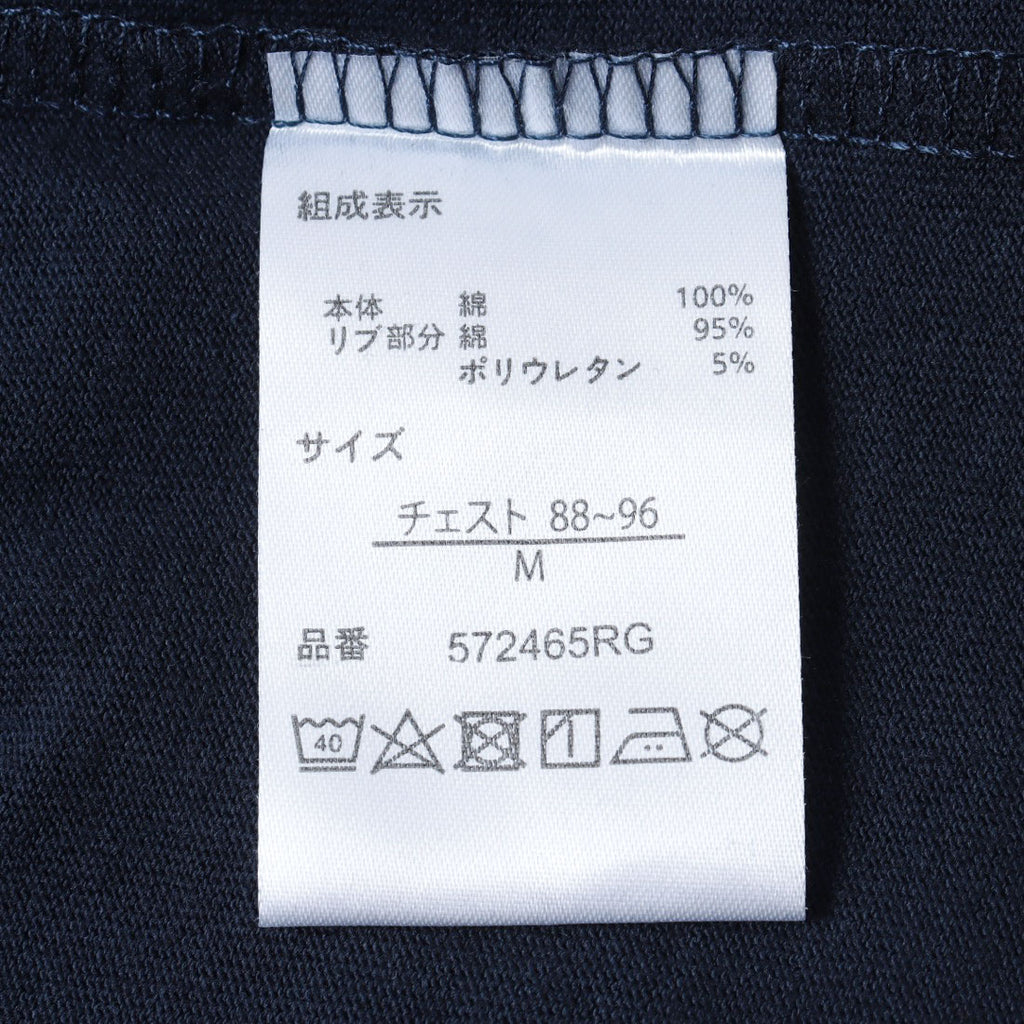 組成表示
本体 綿 100%
リブ部分 綿 95%
ポリウレタン 5%
サイズ
チェスト 88~96
M
品番 572465RG
40